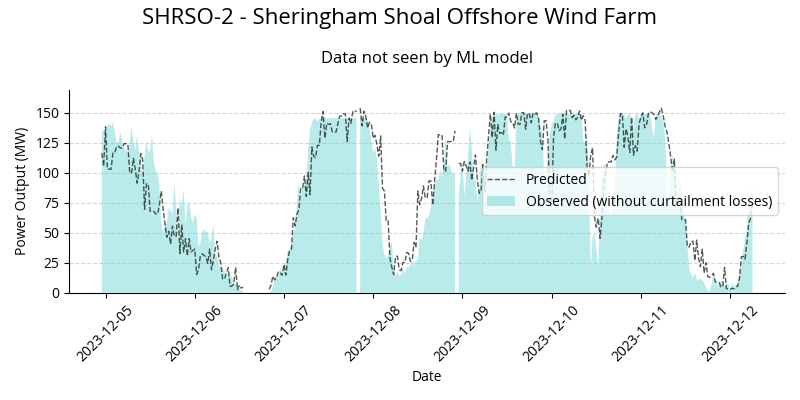 SHRSO-2 - Sheringham Shoal Offshore Wind Farm
Data not seen by ML model
Power Output (MW)
150
125
100
75
50
25
0
Predicted
Observed (without curtailment losses)
2023-12-05
2023-12-06
2023-12-07
2023-12-08
2023-12-09
2023-12-10
2023-12-11
2023-12-12
Date